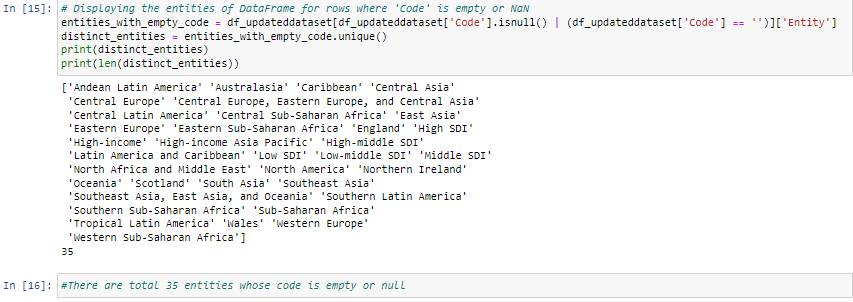 In [15]: # Displaying the entities of DataFrame for rows where 'Code' is empty or NaN
entities_with_empty_code = df_updateddataset[df_updateddataset['Code'].isnull() | (df_updateddataset['Code'] == '')]['Entity']
distinct_entities = entities_with_empty_code.unique()
print(distinct_entities)
print(len(distinct_entities))
['Andean Latin America' 'Australasia' 'Caribbean' 'Central Asia'
'Central Europe' 'Central Europe, Eastern Europe, and Central Asia'
'Central Latin America' 'Central Sub-Saharan Africa' 'East Asia'
'Eastern Europe' 'Eastern Sub-Saharan Africa' 'England' 'High SDI'
'High-income' 'High-income Asia Pacific' 'High-middle SDI'
'Latin America and Caribbean' 'Low SDI' 'Low-middle SDI' 'Middle SDI'
'North Africa and Middle East' 'North America' 'Northern Ireland'
'Oceania' 'Scotland' 'South Asia' 'Southeast Asia'
'Southeast Asia, East Asia, and Oceania' 'Southern Latin America'
'Southern Sub-Saharan Africa' 'Sub-Saharan Africa'
'Tropical Latin America' 'Wales' 'Western Europe'
'Western Sub-Saharan Africa']
35
In [16]: #There are total 35 entities whose code is empty or null